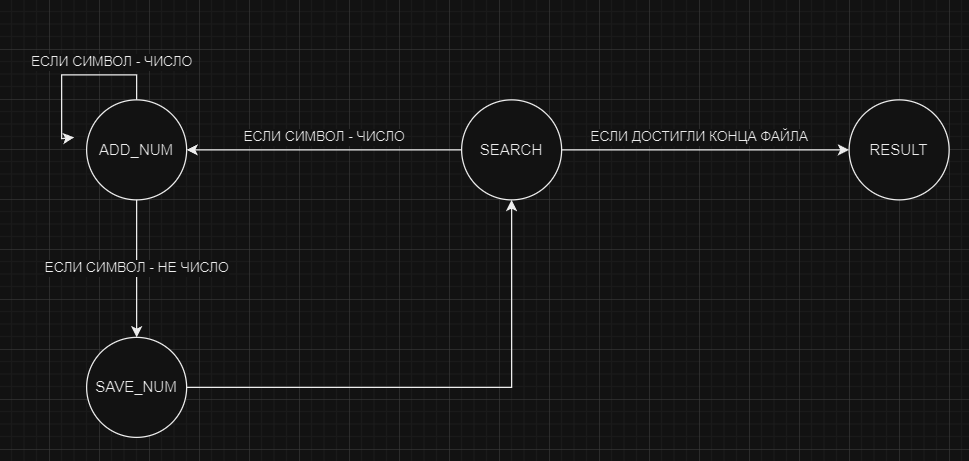 ЕСЛИ СИМВОЛ - ЧИСЛО
ЕСЛИ СИМВОЛ - ЧИСЛО
ЕСЛИ ДОСТИГЛИ КОНЦА ФАЙЛА
ADD_NUM
SEARCH
RESULT
ЕСЛИ СИМВОЛ - НЕ ЧИСЛО
SAVE_NUM